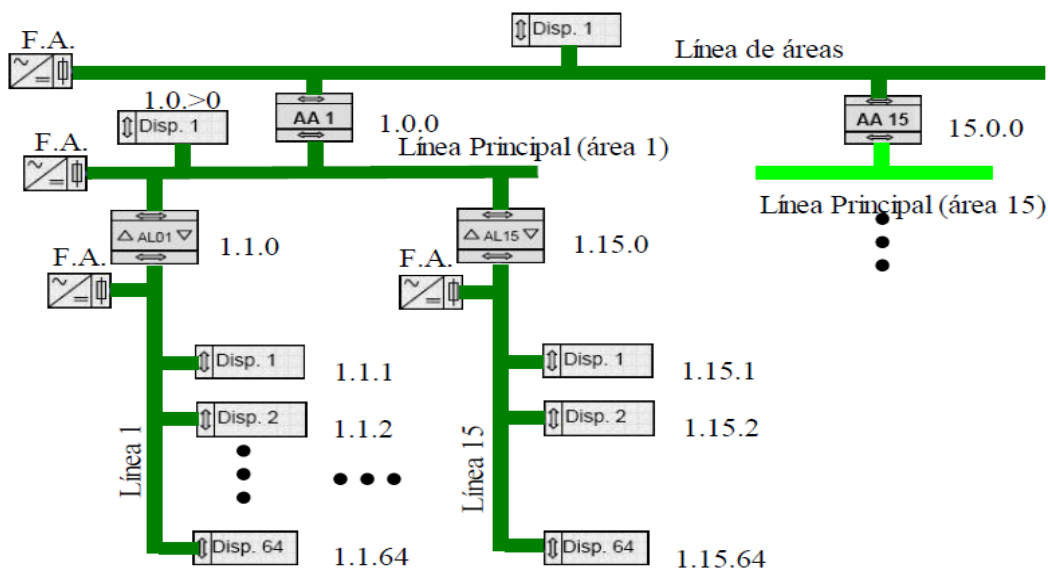 Disp. 1
F.A.
Línea de áreas
1.0.>0
Disp. 1
AA 1
1.0.0
AA 15
15.0.0
F.A.
Línea Principal (área 1)
Línea Principal (área 15)
AL01
1.1.0
AL15
1.15.0
F.A.
F.A.
Disp. 1
1.1.1
Disp. 1
1.15.1
Disp. 2
1.1.2
Disp. 2
1.15.2
Línea 1
Línea 15
Disp. 64
1.1.64
Disp. 64
1.15.64